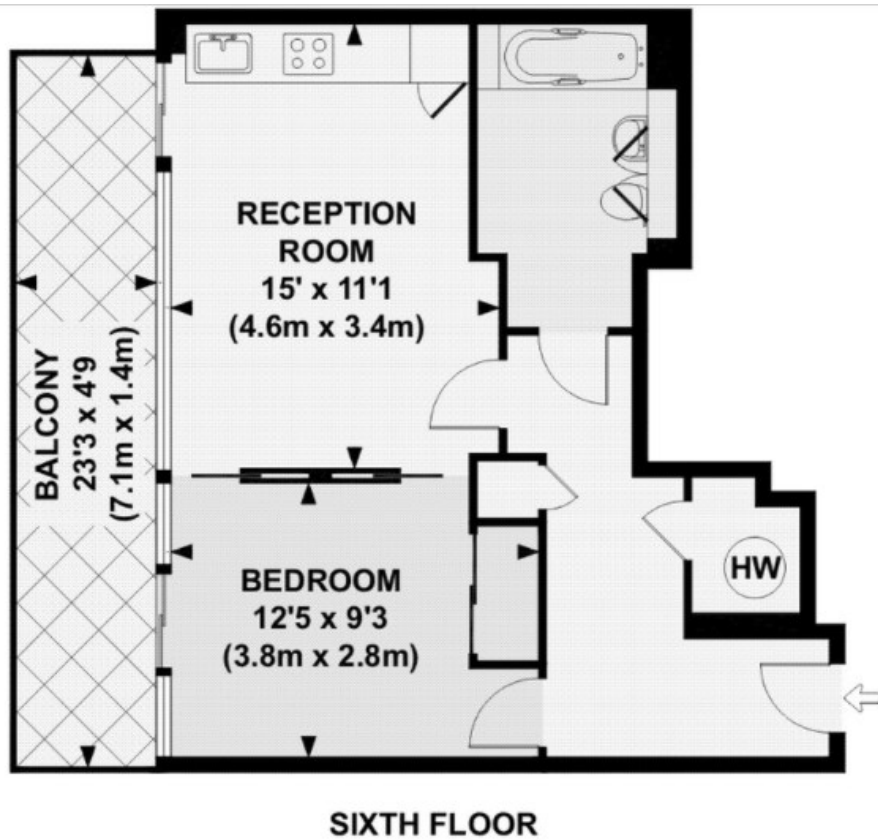 RECEPTION
ROOM
15' x 11'1
(4.6m x 3.4m)
BALCONY
23'3 x 4'9
(7.1m x 1.4m)
BEDROOM
12'5 x 9'3
(3.8m x 2.8m)
HW
SIXTH FLOOR